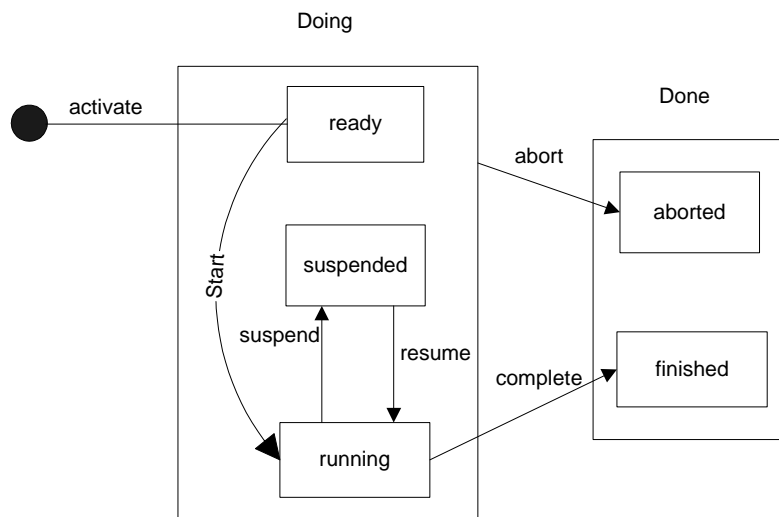 Doing
Done
activate
ready
abort
aborted
Start
suspended
suspend
resume
complete
finished
running